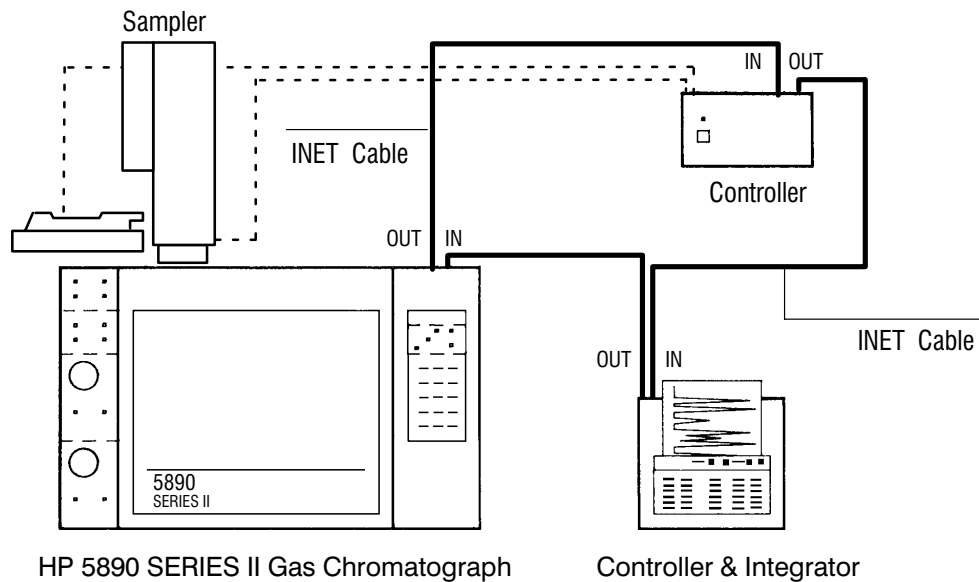 Sampler
IN OUT
INET Cable
Controller
OUT IN
INET Cable
OUT IN
5890
SERIES II
HP 5890 SERIES II Gas Chromatograph
Controller & Integrator